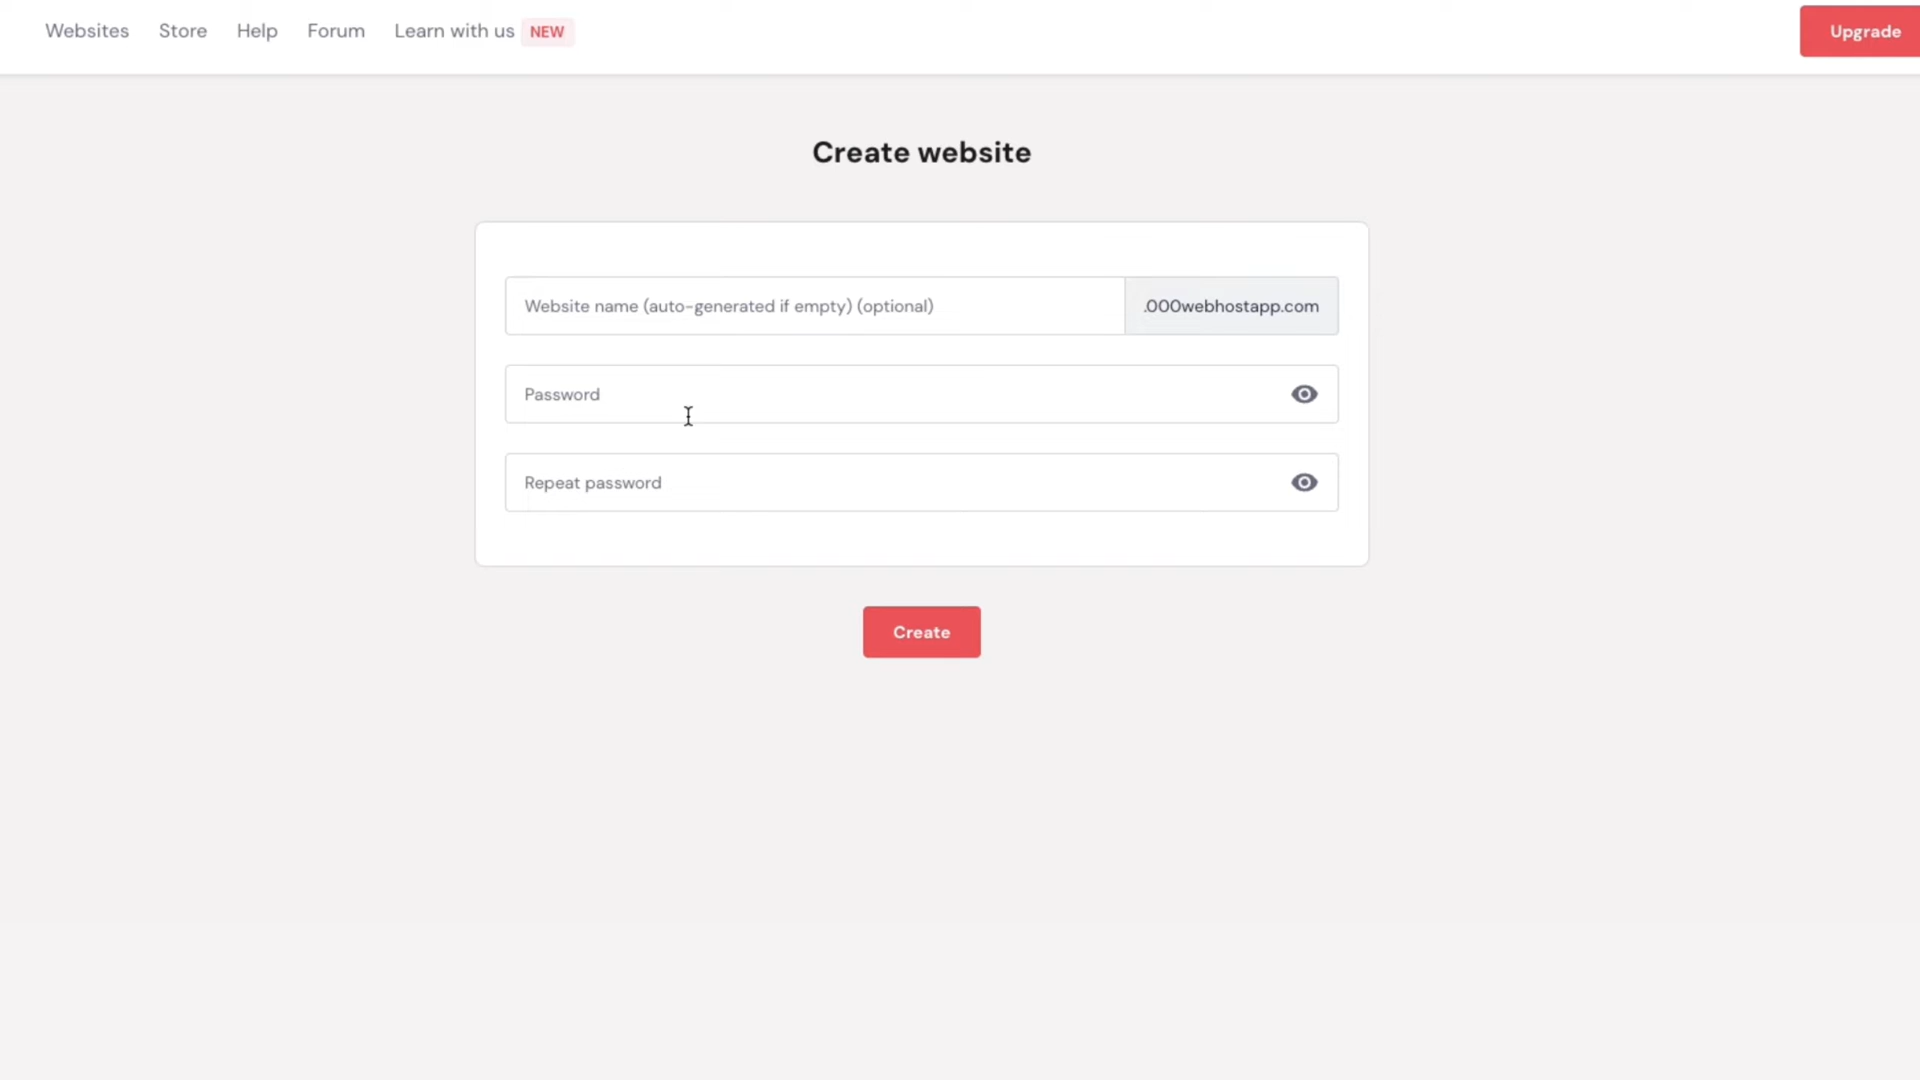 Websites Store Help Forum Learn with us NEW Upgrade
Create website
Website name (auto-generated if empty) (optional) .000webhostapp.com
Password
Repeat password
Create